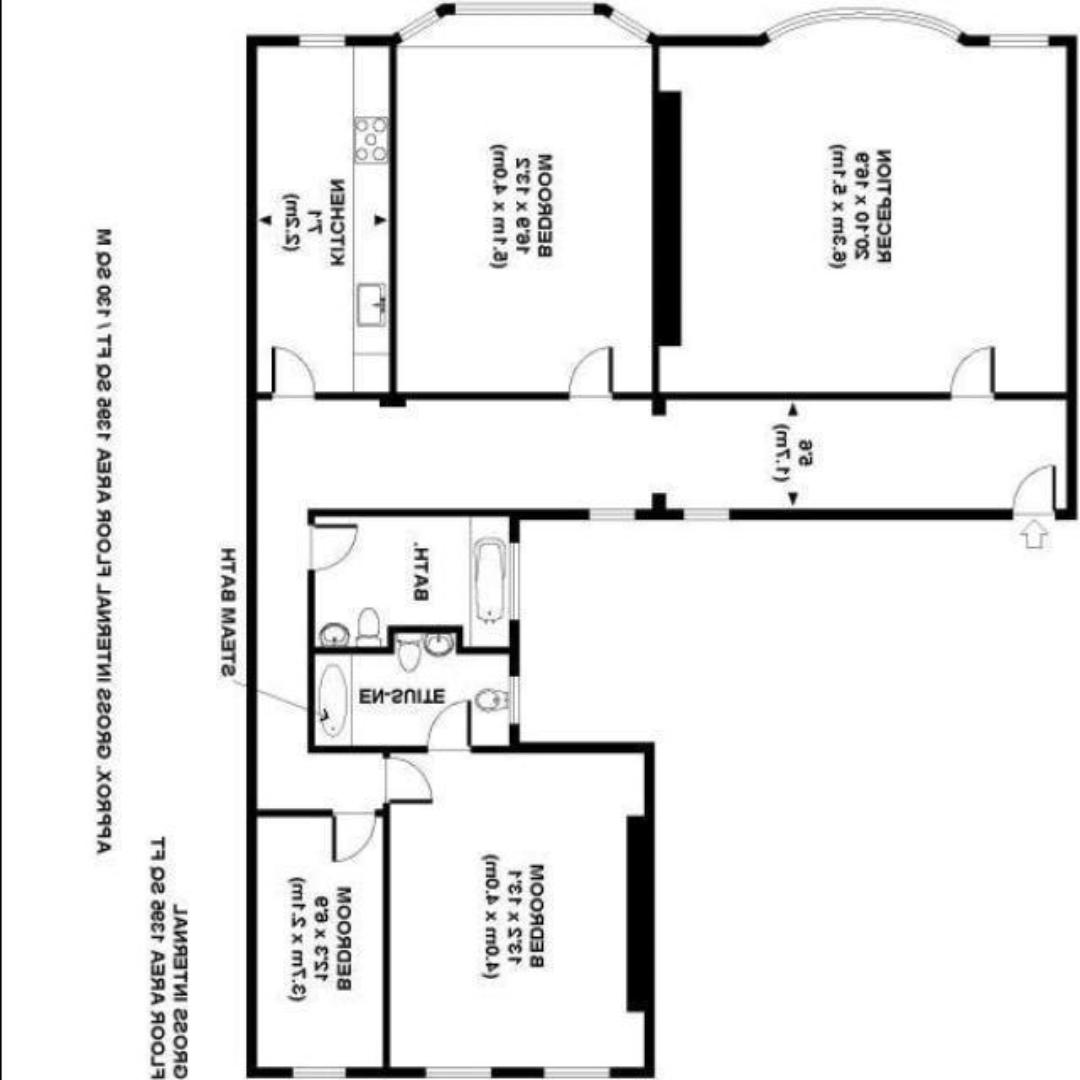 KITCHEN
7'1
(2.2m)
BEDROOM
16'9 x 13'2
(5.1m x 4.0m)
RECEPTION
20'10 x 16'9
(6.3m x 5.1m)
5'6
(1.7m)
BATH.
STEAM BATH
EN-SUITE
BEDROOM
12'3 x 6'9
(3.7m x 2.1m)
BEDROOM
13'2 x 13'1
(4.0m x 4.0m)
GROSS INTERNAL
FLOOR AREA 1395 SQ FT
APPROX. GROSS INTERNERNAL FLOOR AREA 1395 SQ FT / 130 SQ M